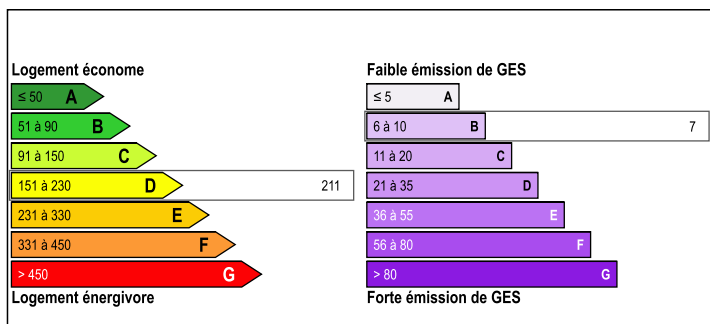 Logement économe
≤ 50 A
51 à 90 B
91 à 150 C
151 à 230 D 211
231 à 330 E
331 à 450 F
> 450 G
Logement énergivore
Faible émission de GES
≤ 5 A
6 à 10 B 7
11 à 20 C
21 à 35 D
36 à 55 E
56 à 80 F
> 80 G
Forte émission de GES